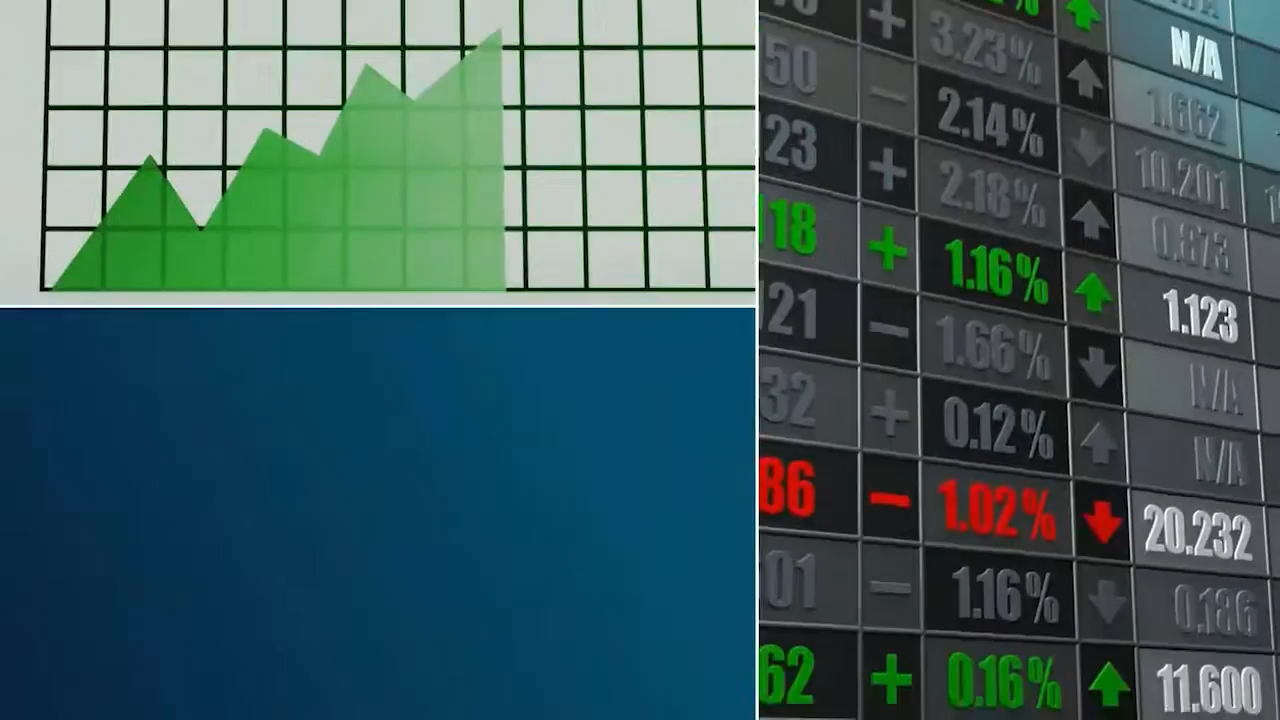 3.23% N/A
50 − 2.14% 1.662
23 + 2.18% 10.201
118 + 1.16% 0.873
121 − 1.66% 1.123
32 + 0.12% N/A
86 − 1.02% N/A
01 − 1.16% 20.232
62 + 0.16% 0.186
11.600